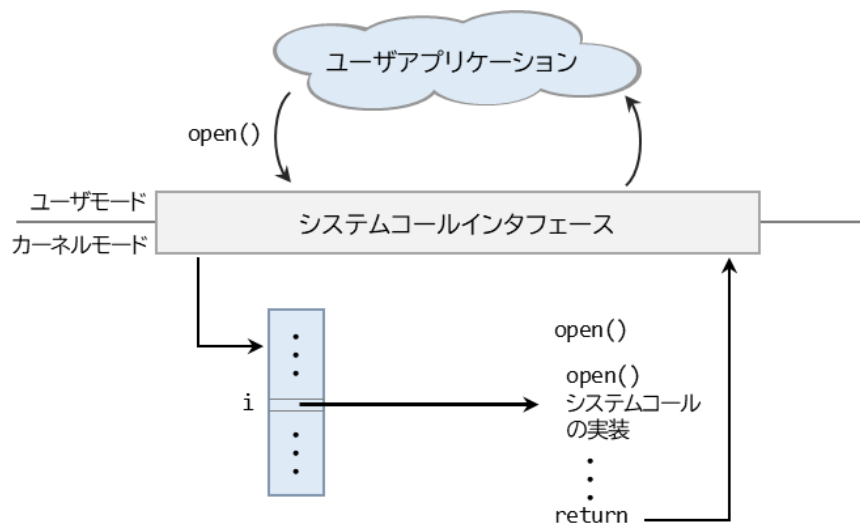 ユーザアプリケーション
open()
ユーザモード
システムコールインタフェース
カーネルモード
open()
i
open()
システムコール
の実装
return